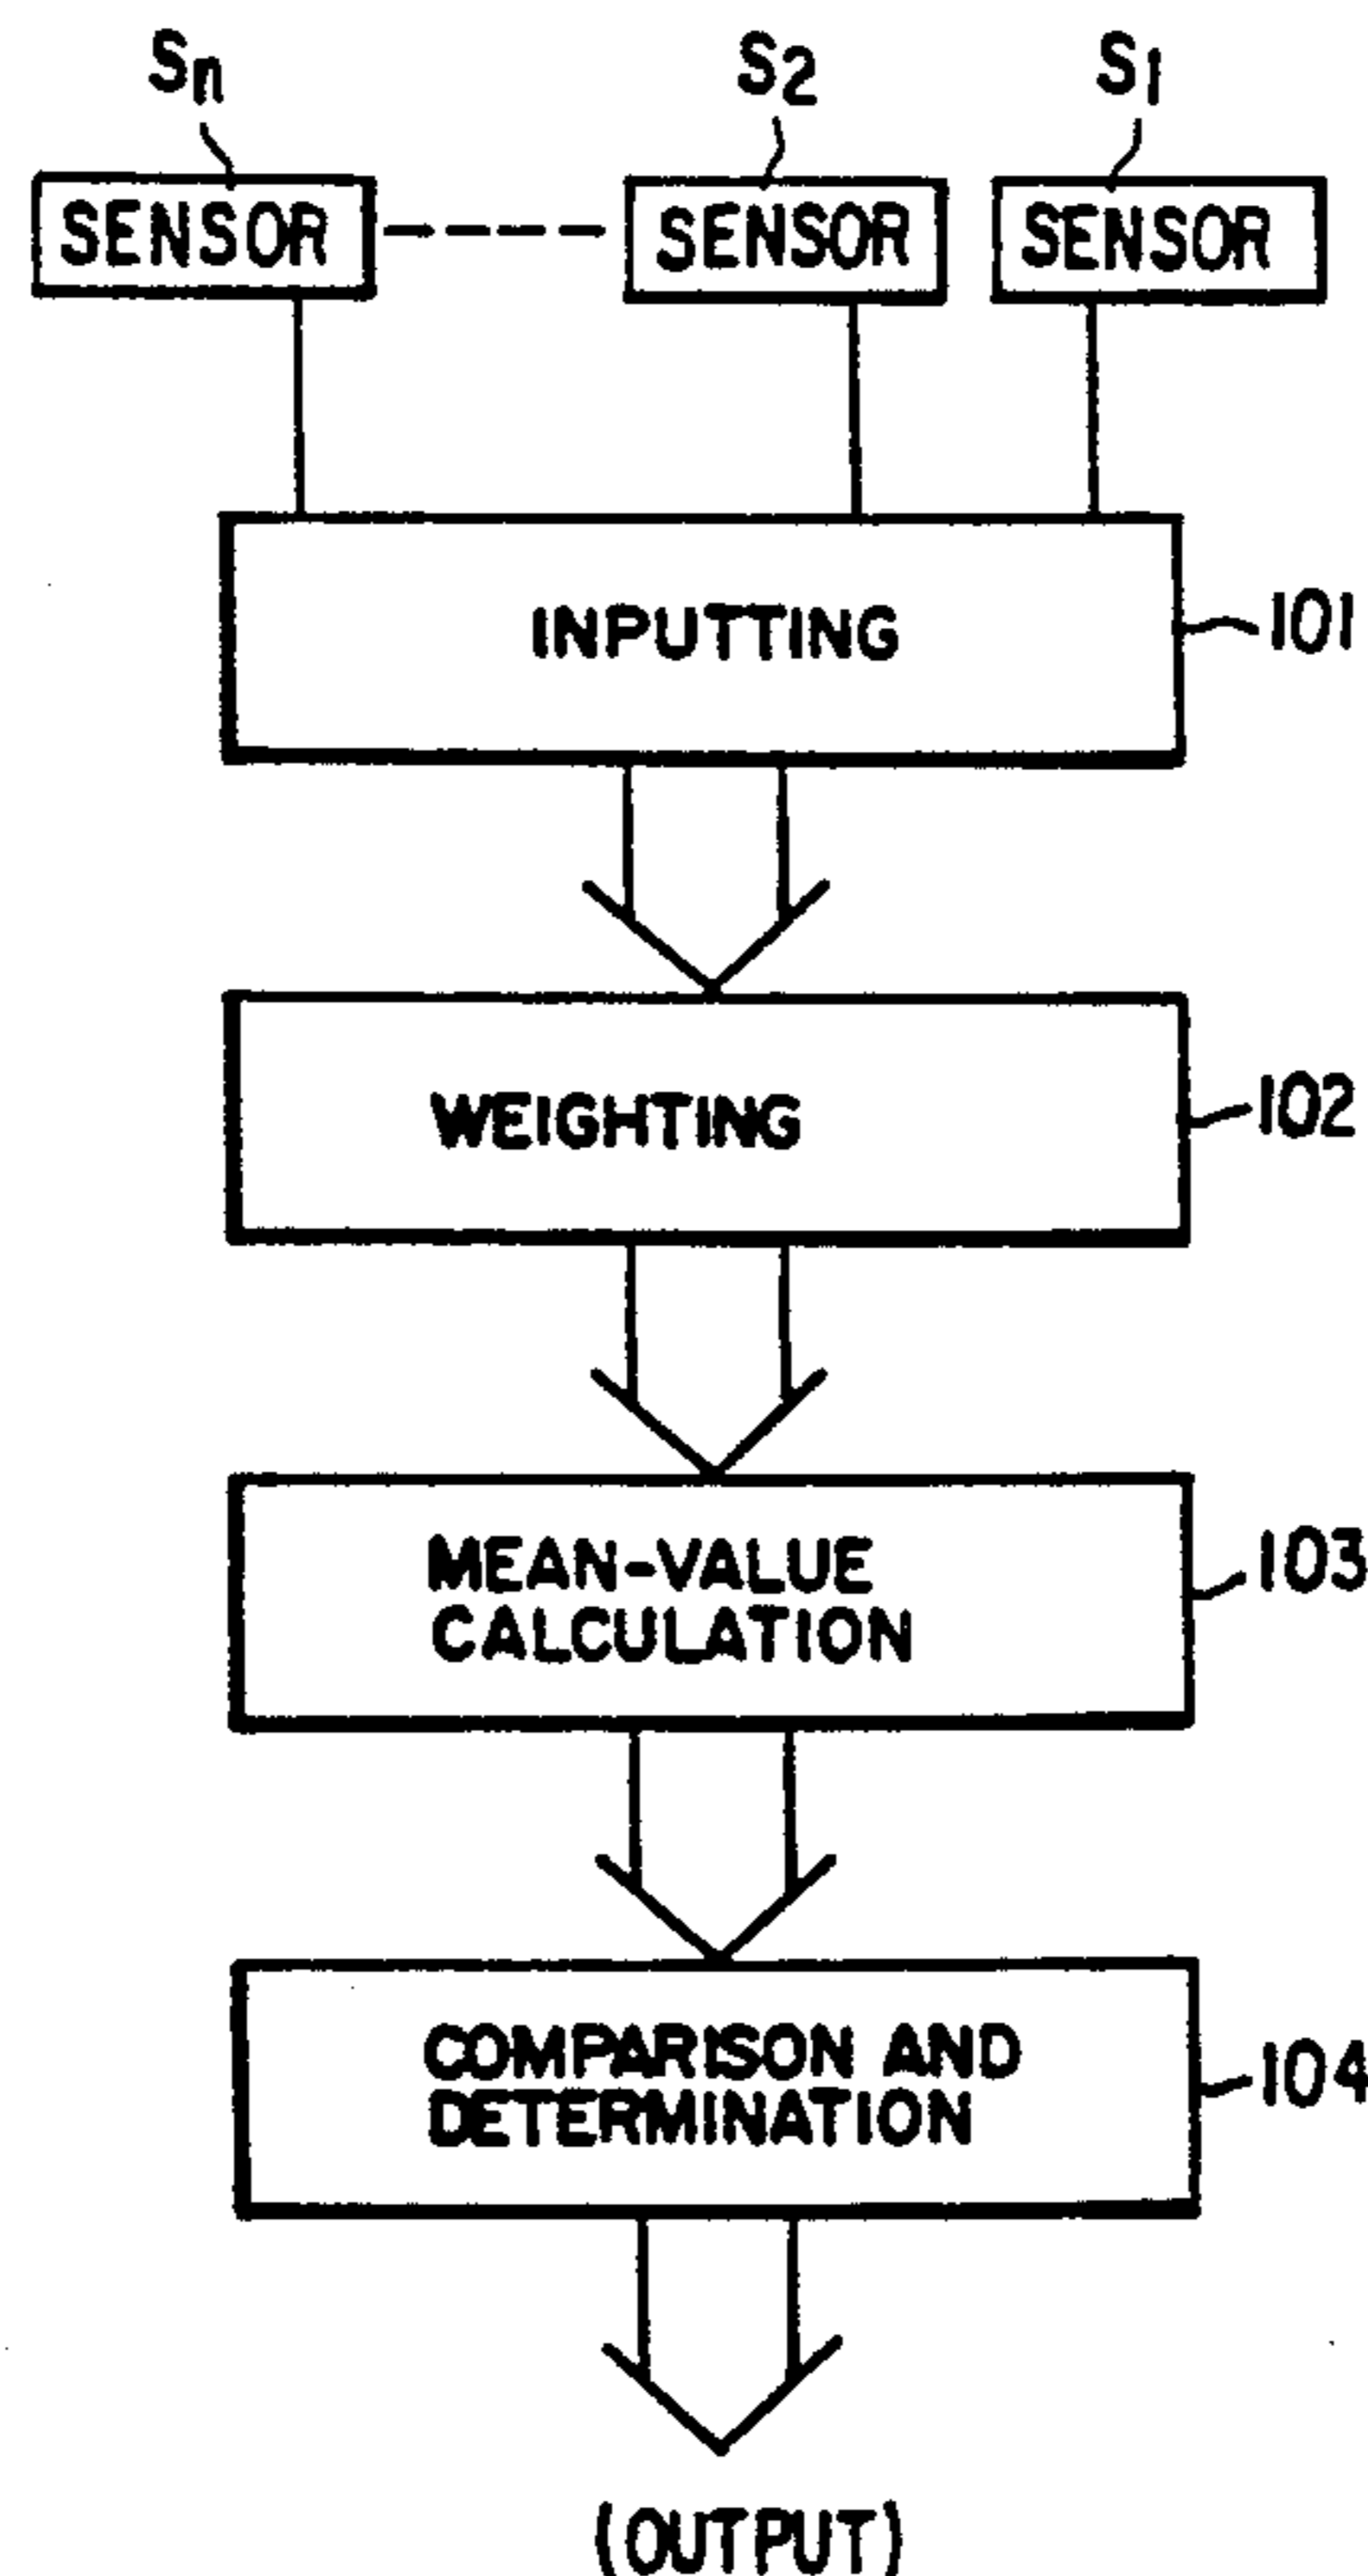 Sn S2 S1
SENSOR SENSOR SENSOR
INPUTTING 101
WEIGHTING 102
MEAN-VALUE
CALCULATION 103
COMPARISON AND
DETERMINATION 104
(OUTPUT)